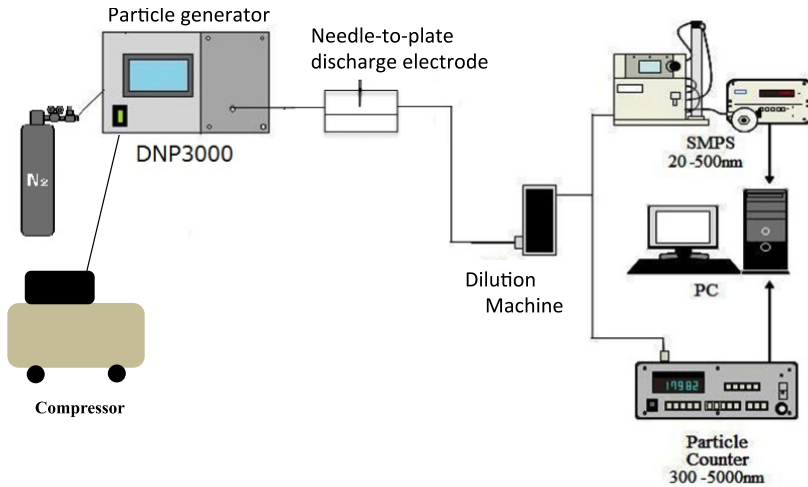 Particle generator
Needle-to-plate
discharge electrode
N2
DNP3000
SMPS
20 -500nm
Dilution
Machine
PC
Compressor
17982
Particle
Counter
300 -5000nm